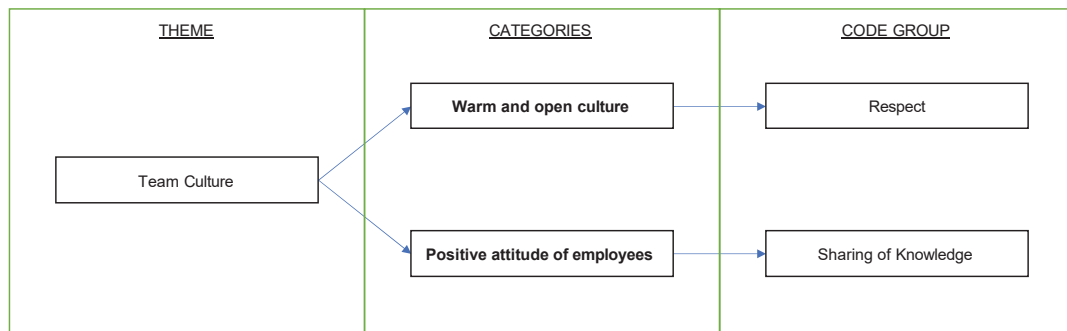 THEME
CATEGORIES
CODE GROUP
Warm and open culture
Respect
Team Culture
Positive attitude of employees
Sharing of Knowledge